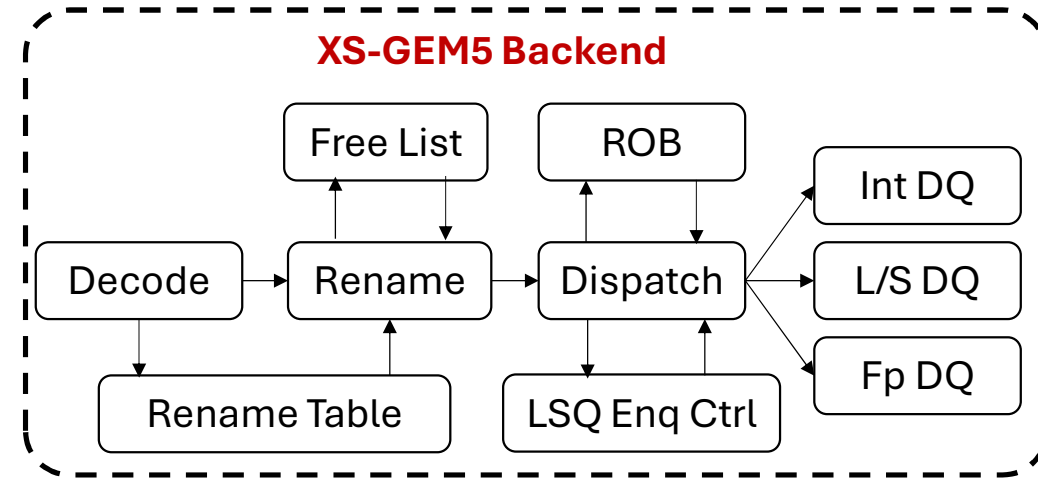 XS-GEM5 Backend
Free List
ROB
Int DQ
Decode
Rename
Dispatch
L/S DQ
Fp DQ
Rename Table
LSQ Enq Ctrl